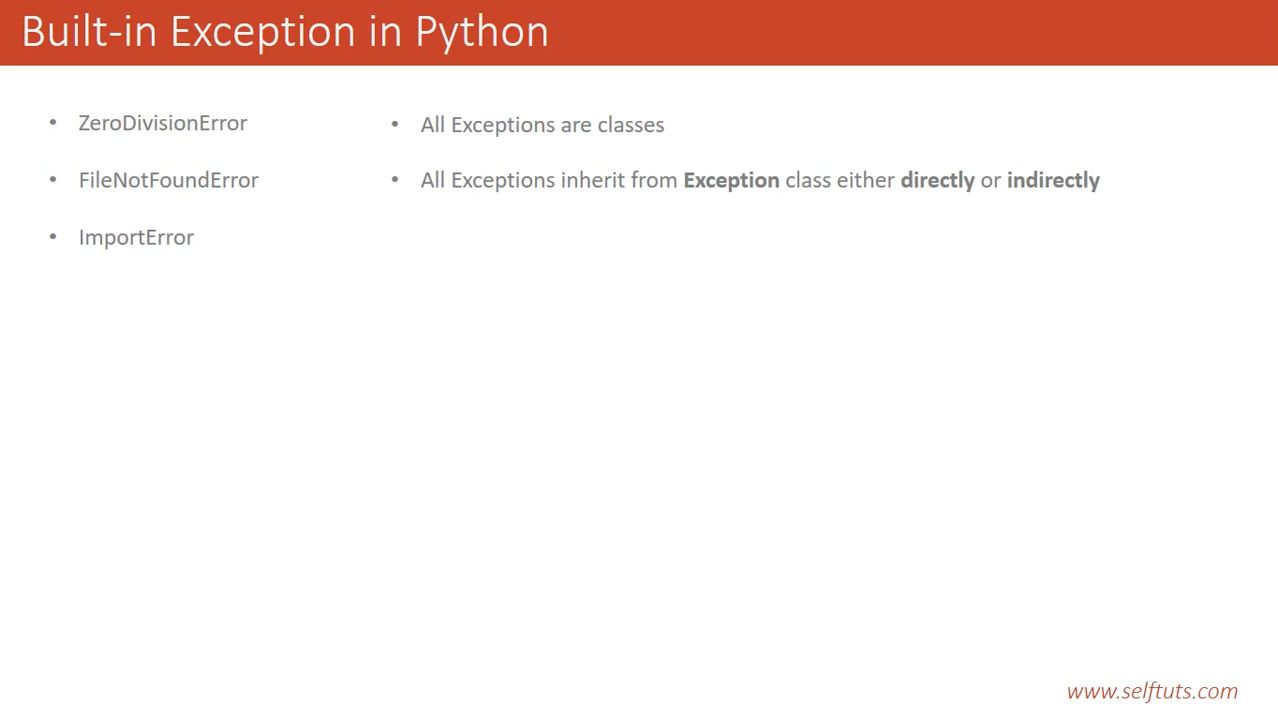 Built-in Exception in Python
• ZeroDivisionError
• FileNotFoundError
• ImportError
• All Exceptions are classes
• All Exceptions inherit from Exception class either directly or indirectly
www.selftuts.com